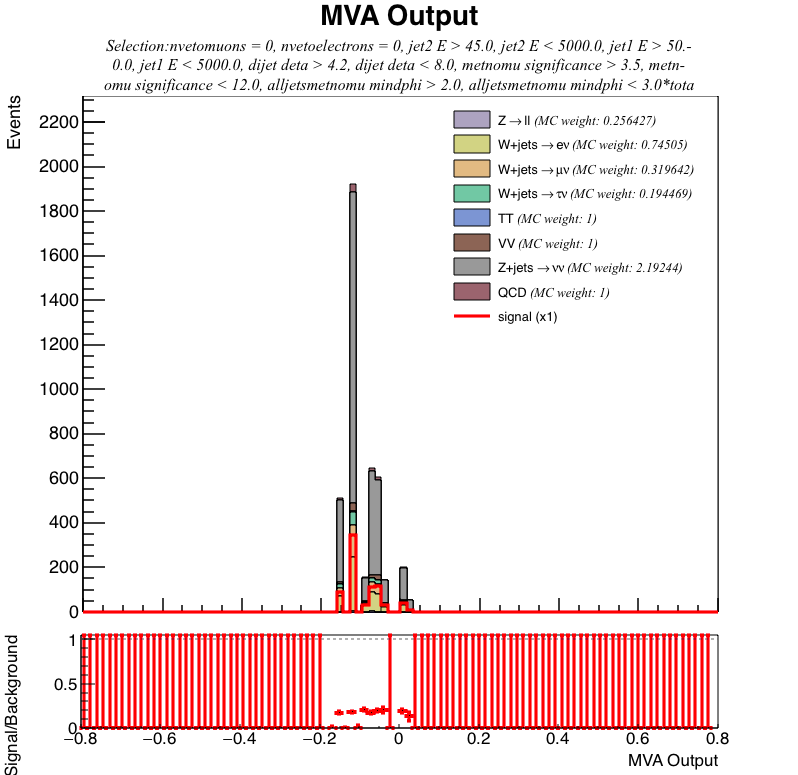 MVA Output
Selection:nvetomuons = 0, nvetoelectrons = 0, jet2 E > 45.0, jet2 E < 5000.0, jet1 E > 50.-
0.0, jet1 E < 5000.0, dijet deta > 4.2, dijet deta < 8.0, metnomu significance > 3.5, metn-
omu significance < 12.0, alljetsmetnomu mindphi > 2.0, alljetsmetnomu mindphi < 3.0*tota
Events
2200
2000
1800
1600
1400
1200
1000
800
600
400
200
0
Z→ll (MC weight: 0.256427)
W+jets→eν (MC weight: 0.74505)
W+jets→μν (MC weight: 0.319642)
W+jets→τν (MC weight: 0.194469)
TT (MC weight: 1)
VV (MC weight: 1)
Z+jets→νν (MC weight: 2.19244)
QCD (MC weight: 1)
signal (x1)
Signal/Background
1
0.5
0
−0.8 −0.6 −0.4 −0.2 0 0.2 0.4 0.6 0.8
MVA Output